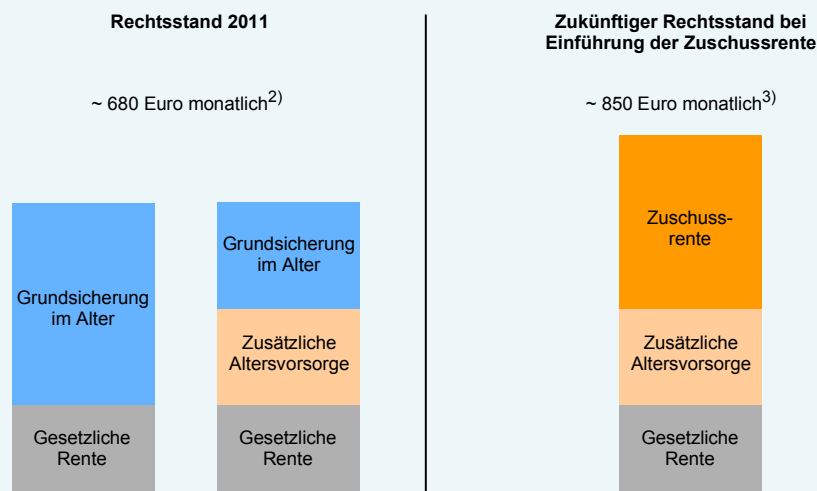 Rechtsstand 2011
~ 680 Euro monatlich2)
Grundsicherung
im Alter
Gesetzliche
Rente
Grundsicherung
im Alter
Zusätzliche
Altersvorsorge
Gesetzliche
Rente
Zukünftiger Rechtsstand bei
Einführung der Zuschussrente
~ 850 Euro monatlich3)
Zuschuss-
rente
Zusätzliche
Altersvorsorge
Gesetzliche
Rente